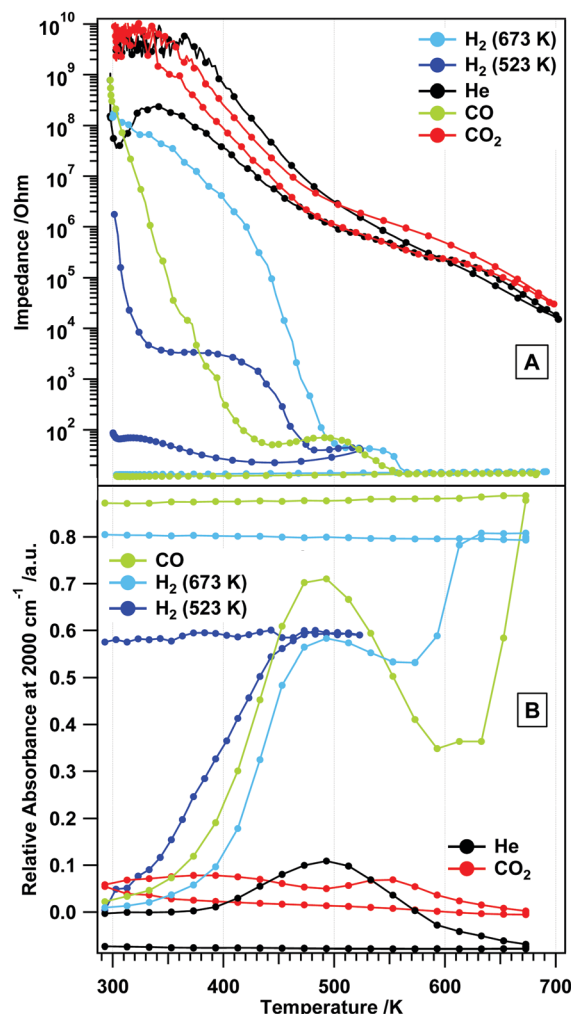 10^10
10^9
10^8
10^7
10^6
10^5
10^4
10^3
10^2
Impedance /Ohm
H₂ (673 K)
H₂ (523 K)
He
CO
CO₂
A
0.8
0.7
0.6
0.5
0.4
0.3
0.2
0.1
0.0
Relative Absorbance at 2000 cm⁻¹ /a.u.
CO
H₂ (673 K)
H₂ (523 K)
B
He
CO₂
300 400 500 600 700
Temperature /K